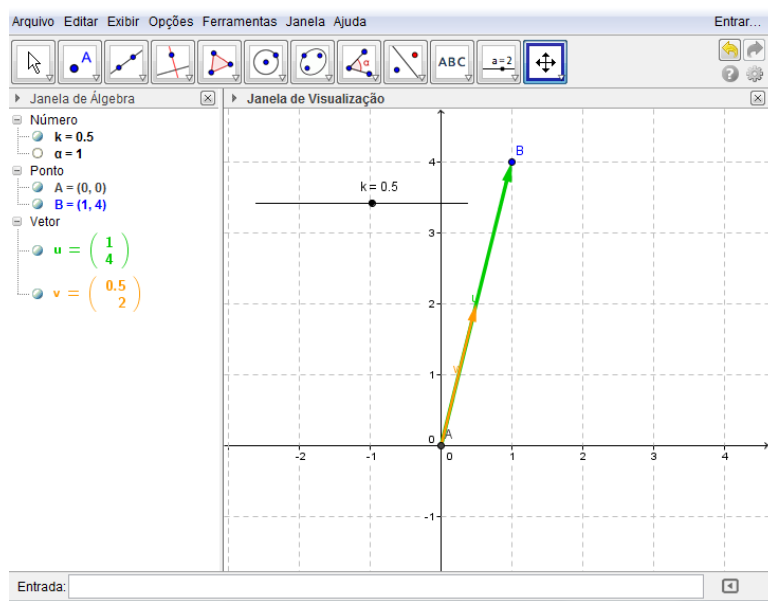 Arquivo Editar Exibir Opções Ferramentas Janela Ajuda Entrar...
A α ABC a=2
Janela de Álgebra
Número
k = 0.5
α = 1
Ponto
A = (0, 0)
B = (1, 4)
Vetor
u = ( 1
4 )
v = ( 0.5
2 )
Janela de Visualização
B
4
k = 0.5
3
u
2
v
1
0 A
-2 -1 0 1 2 3 4
-1
Entrada: